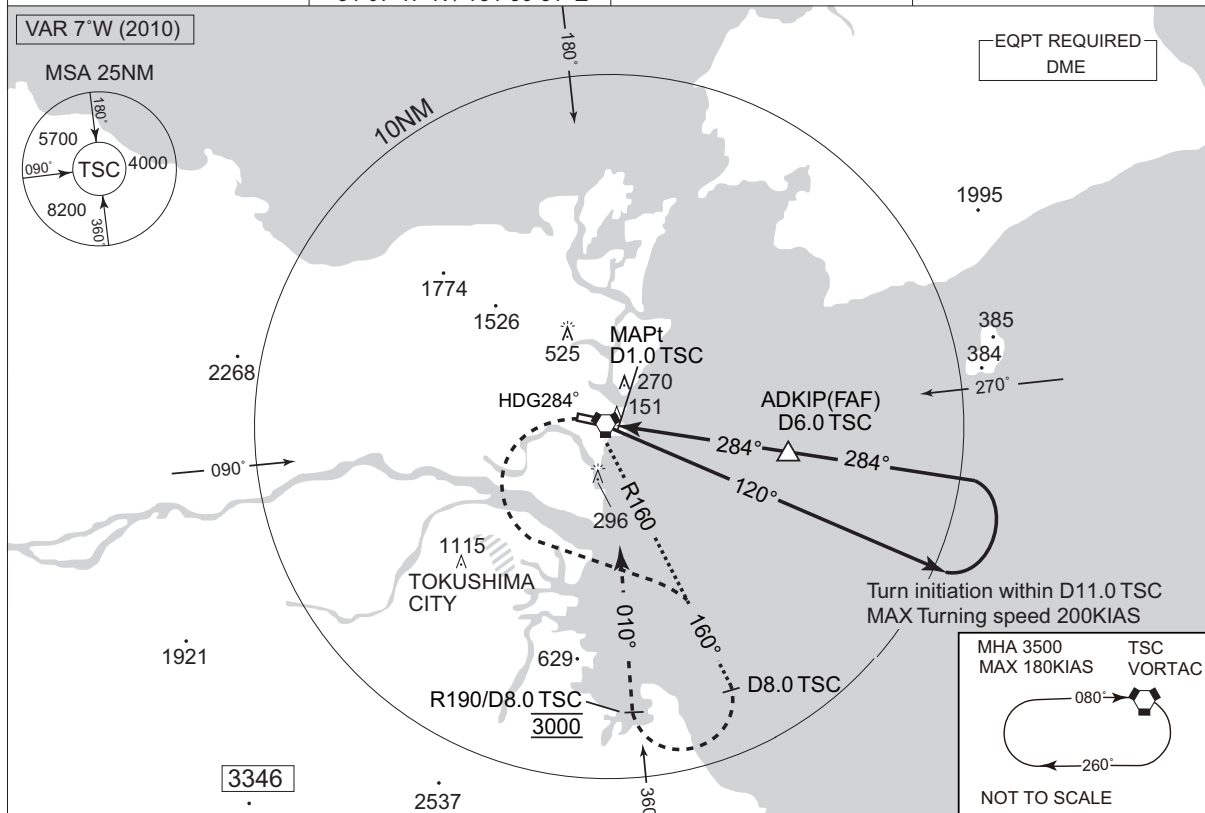 VAR 7°W (2010)
MSA 25NM
180°
5700
4000
090°
TSC
8200
360°
180°
10NM
EQPT REQUIRED
DME
1995
1774
1526
525
MAPt
D1.0 TSC
270
151
385
384
2268
270°
HDG284°
ADKIP(FAF)
D6.0 TSC
284°
284°
090°
120°
R160
296
1115
TOKUSHIMA
CITY
Turn initiation within D11.0 TSC
MAX Turning speed 200KIAS
010°
160°
1921
629
D8.0 TSC
R190/D8.0 TSC
3000
MHA 3500
MAX 180KIAS
TSC
VORTAC
080°
260°
NOT TO SCALE
3346
2537
360